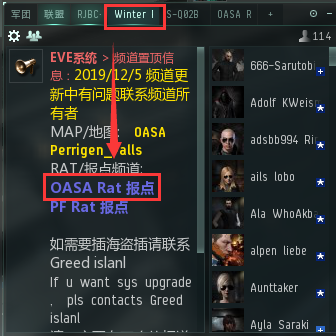 军团 联盟 RJBC- Winter I S-Q02B OASA R +
114
EVE系统 > 频道置顶信
息：2019/12/5 频道更
新中有问题联系频道所
有者
MAP/地图: OASA
Perrigen_Falls
RAT/报点频道:
OASA Rat 报点
PF Rat 报点
如需要插海盗插请联系
Greed islanl
If u want sys upgrade
, pls contacts Greed
islanl
666-Sarutobi
Adolf KWeis
adsbb994 Ri
ails lobo
Ala WhoAkb
alpen liebe
Aunttaker
Ayla Saraki